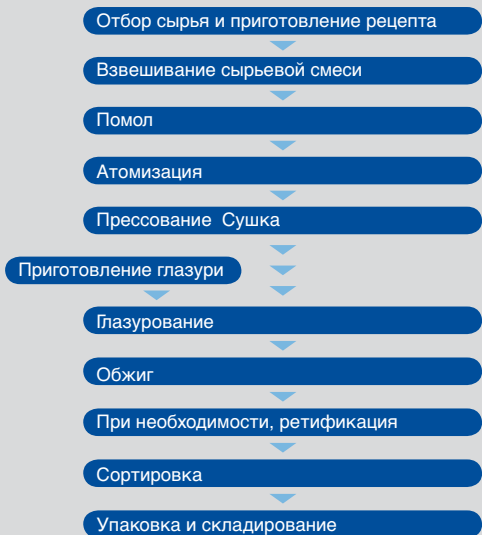 Отбор сырья и приготовление рецепта
Взвешивание сырьевой смеси
Помол
Атомизация
Прессование  Сушка
Приготовление глазури
Глазурование
Обжиг
При необходимости, ретификация
Сортировка
Упаковка и складирование